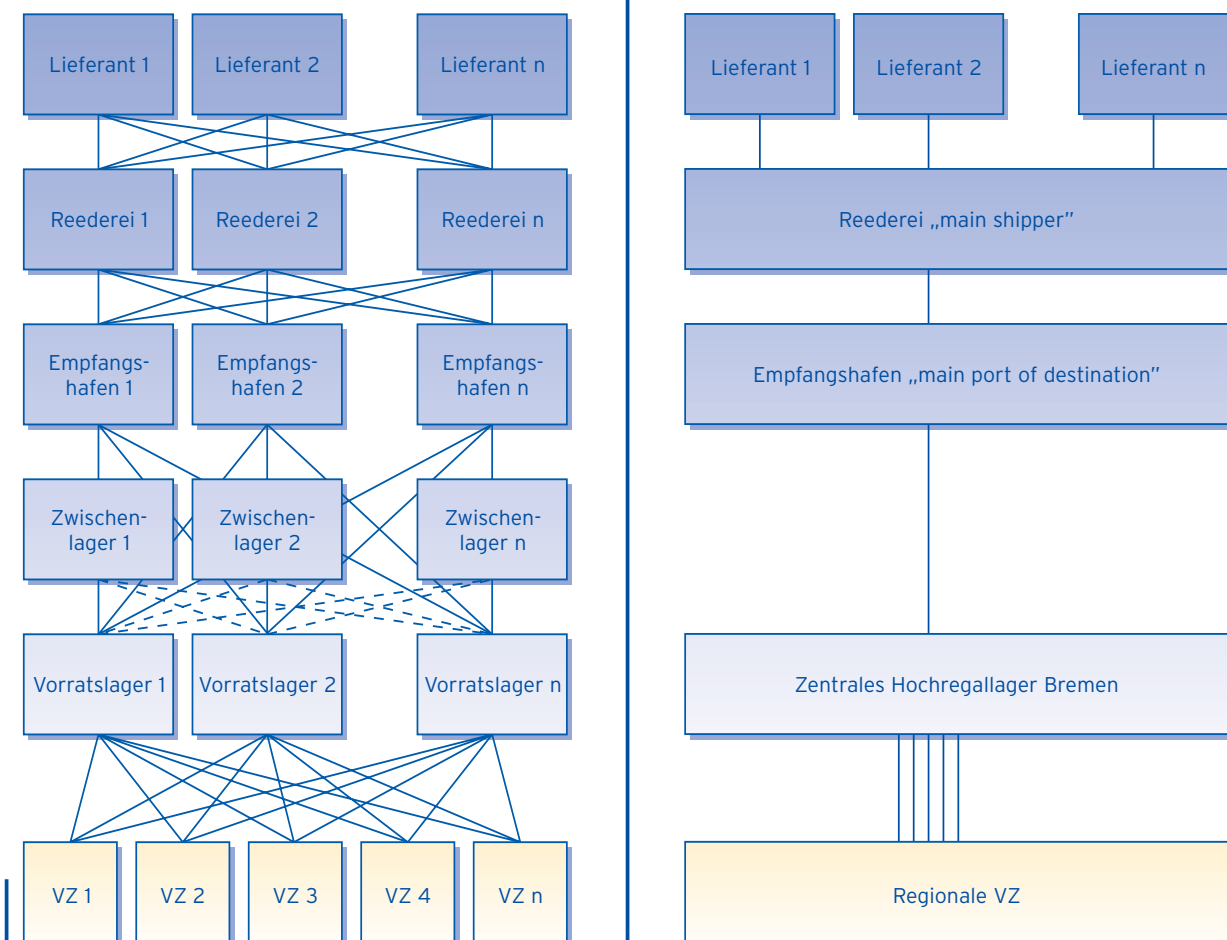 Lieferant 1
Lieferant 2
Lieferant n
Reederei 1
Reederei 2
Reederei n
Empfangs-
hafen 1
Empfangs-
hafen 2
Empfangs-
hafen n
Zwischen-
lager 1
Zwischen-
lager 2
Zwischen-
lager n
Vorratslager 1
Vorratslager 2
Vorratslager n
VZ 1
VZ 2
VZ 3
VZ 4
VZ n
Lieferant 1
Lieferant 2
Lieferant n
Reederei „main shipper”
Empfangshafen „main port of destination”
Zentrales Hochregallager Bremen
Regionale VZ